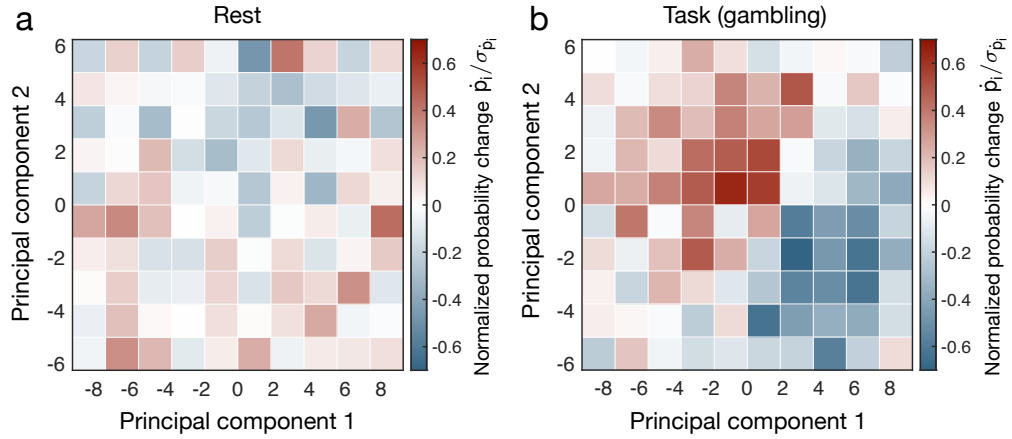 a
Rest
Principal component 2
6
4
2
0
-2
-4
-6
-8 -6 -4 -2 0 2 4 6 8
Principal component 1
0.6
0.4
0.2
0
-0.2
-0.4
-0.6
Normalized probability change ṗᵢ/σ_ṗᵢ
b
Task (gambling)
Principal component 2
6
4
2
0
-2
-4
-6
-8 -6 -4 -2 0 2 4 6 8
Principal component 1
0.6
0.4
0.2
0
-0.2
-0.4
-0.6
Normalized probability change ṗᵢ/σ_ṗᵢ